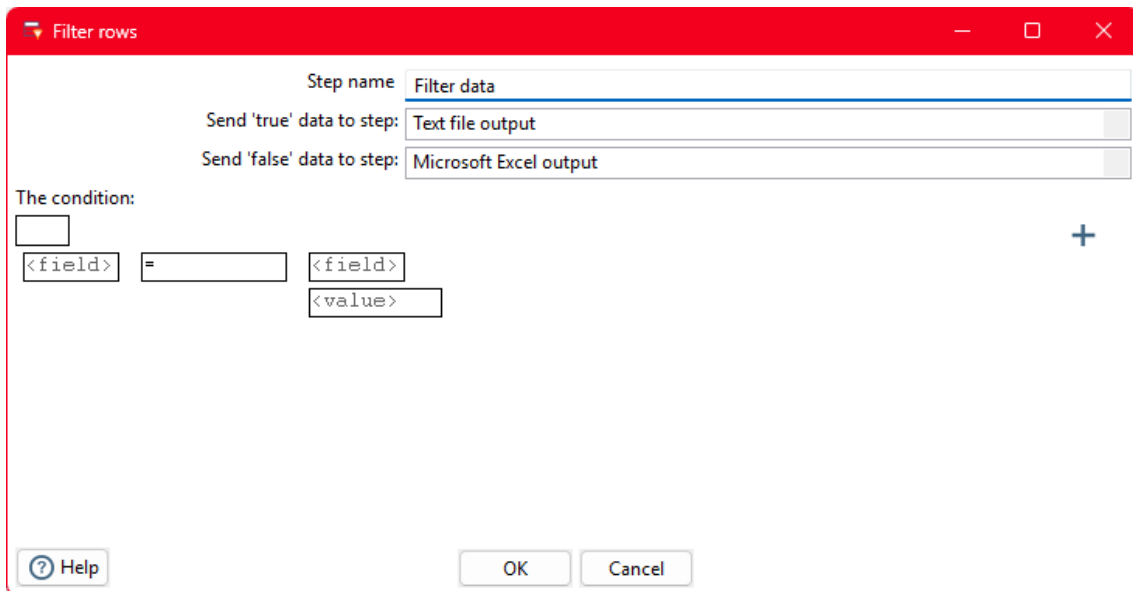 Filter rows
Step name Filter data
Send 'true' data to step: Text file output
Send 'false' data to step: Microsoft Excel output
The condition:
<field> = <field>
<value>
Help OK Cancel